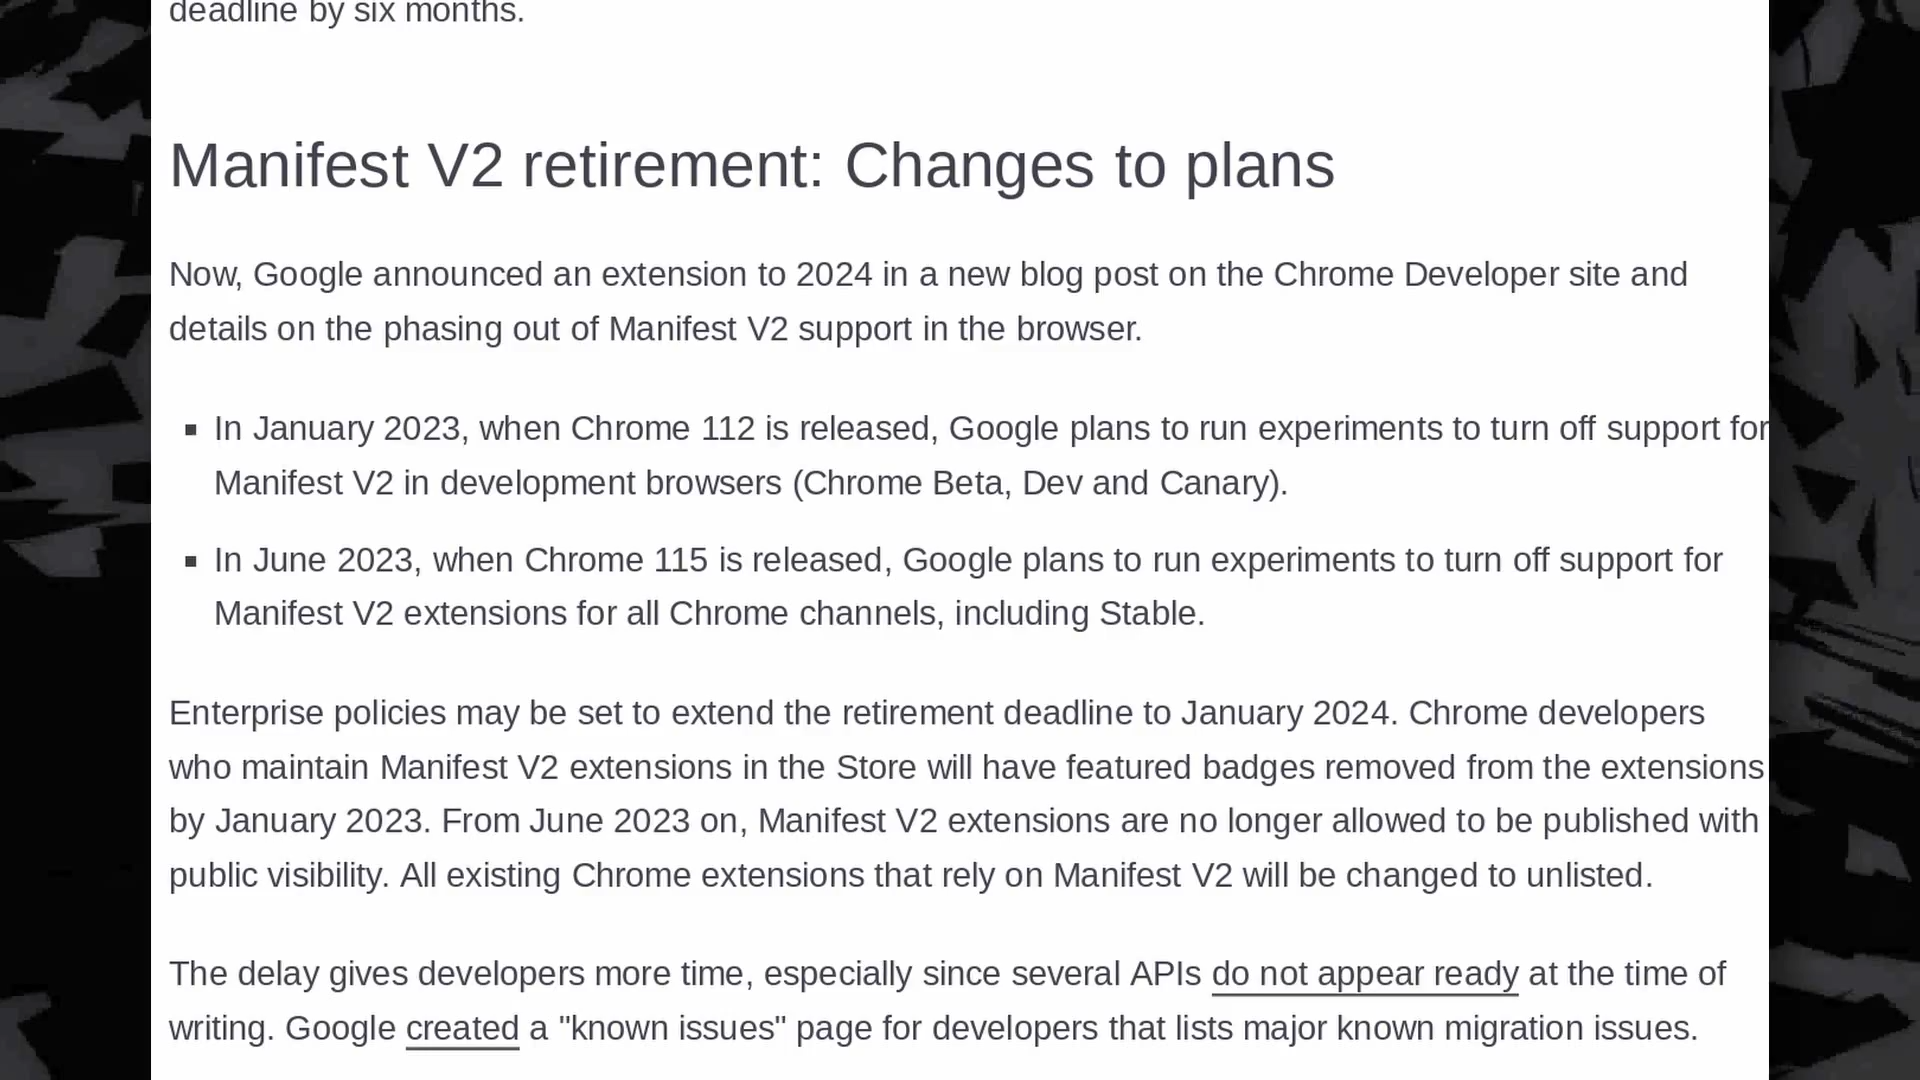 deadline by six months.
Manifest V2 retirement: Changes to plans
Now, Google announced an extension to 2024 in a new blog post on the Chrome Developer site and
details on the phasing out of Manifest V2 support in the browser.
▪ In January 2023, when Chrome 112 is released, Google plans to run experiments to turn off support for
Manifest V2 in development browsers (Chrome Beta, Dev and Canary).
▪ In June 2023, when Chrome 115 is released, Google plans to run experiments to turn off support for
Manifest V2 extensions for all Chrome channels, including Stable.
Enterprise policies may be set to extend the retirement deadline to January 2024. Chrome developers
who maintain Manifest V2 extensions in the Store will have featured badges removed from the extensions
by January 2023. From June 2023 on, Manifest V2 extensions are no longer allowed to be published with
public visibility. All existing Chrome extensions that rely on Manifest V2 will be changed to unlisted.
The delay gives developers more time, especially since several APIs do not appear ready at the time of
writing. Google created a "known issues" page for developers that lists major known migration issues.